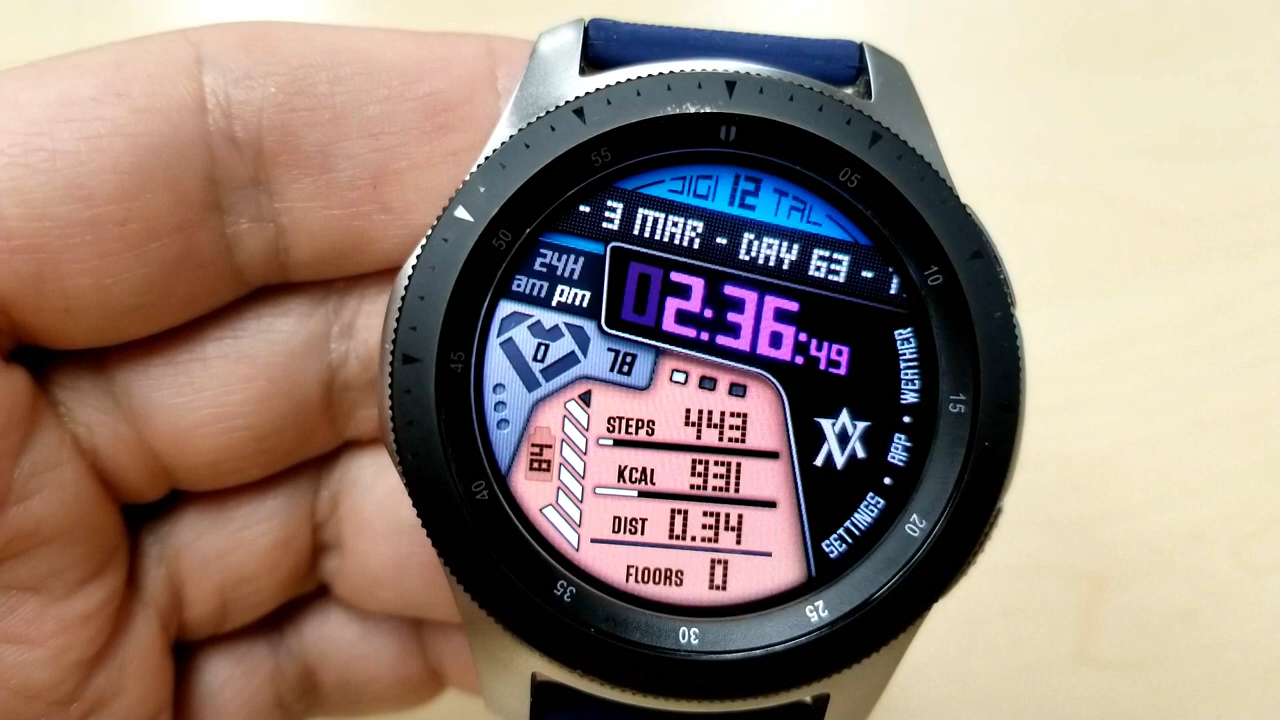 DIGI 12 TAL
- 3 MAR - DAY 63 -
24H
am pm
02:36:49
0
78
WEATHER
APP
SETTINGS
STEPS 443
KCAL 931
DIST 0.34
FLOORS 0
84
55
05
50
10
45
15
40
20
35
25
30